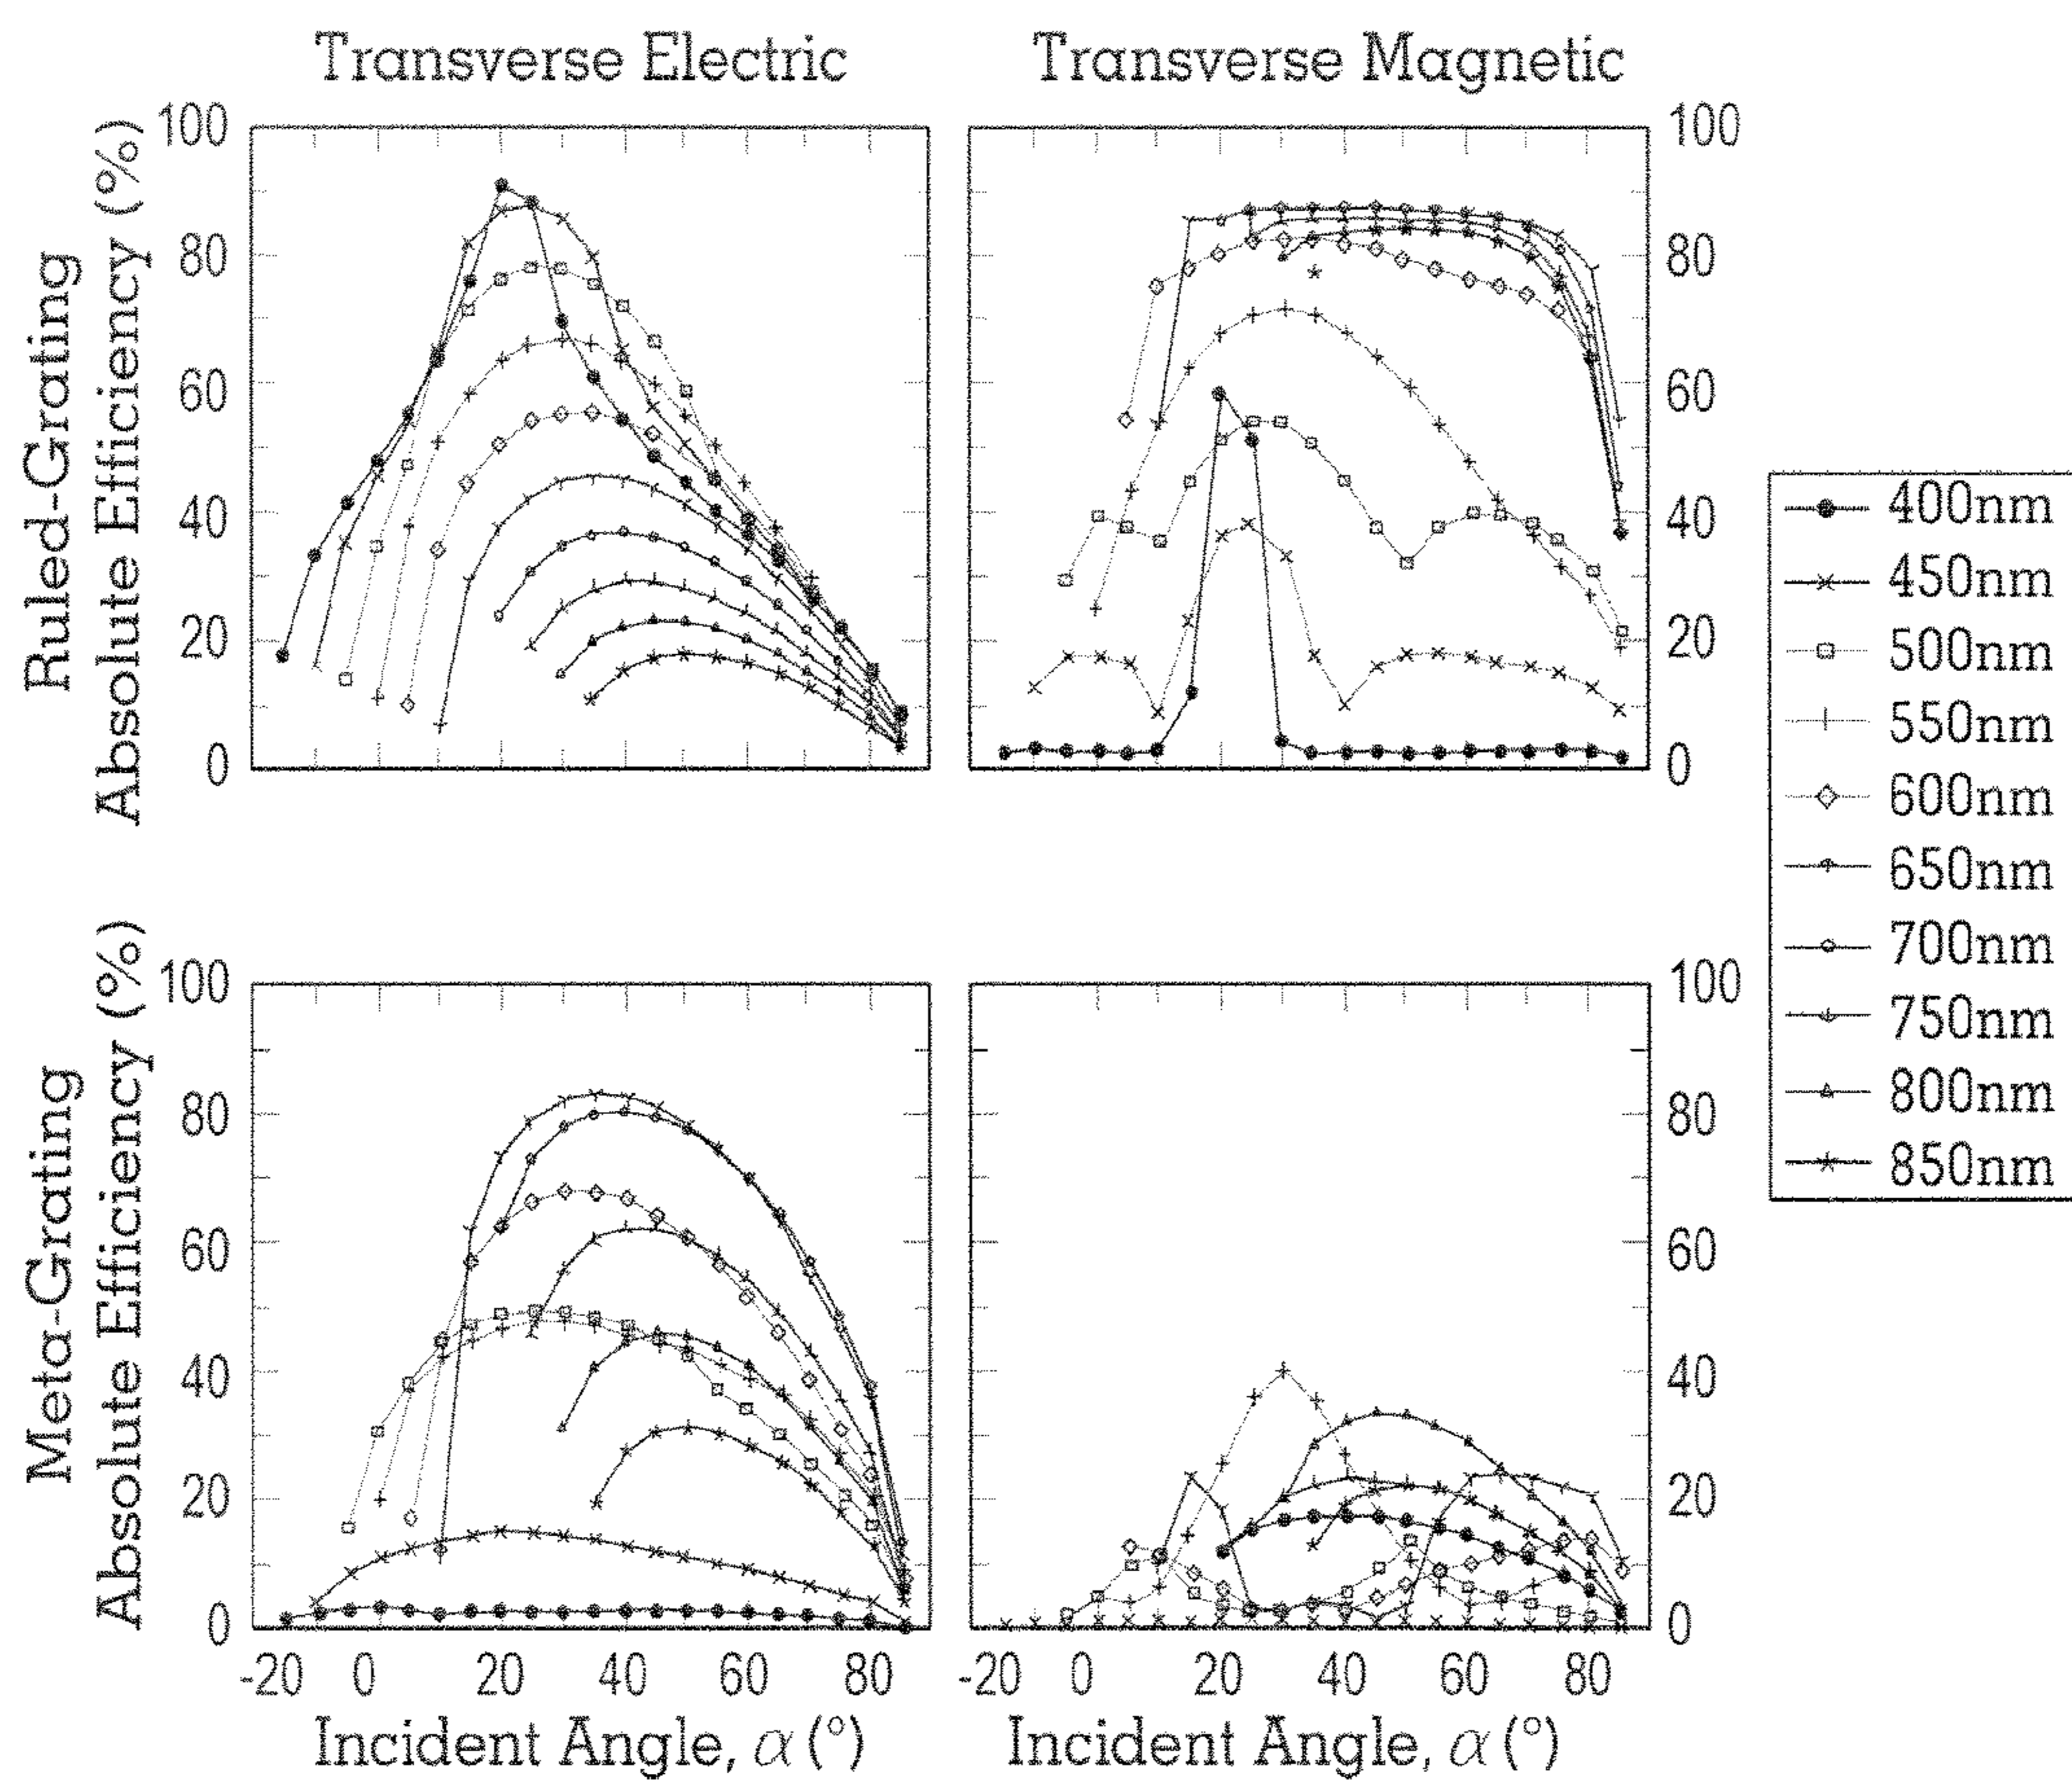 Transverse Electric
Transverse Magnetic
Ruled-Grating
Absolute Efficiency (%)
100
80
60
40
20
0
100
80
60
40
20
0
400nm
450nm
500nm
550nm
600nm
650nm
700nm
750nm
800nm
850nm
Meta-Grating
Absolute Efficiency (%)
100
80
60
40
20
0
100
80
60
40
20
0
-20 0 20 40 60 80
-20 0 20 40 60 80
Incident Angle, α (°)
Incident Angle, α (°)